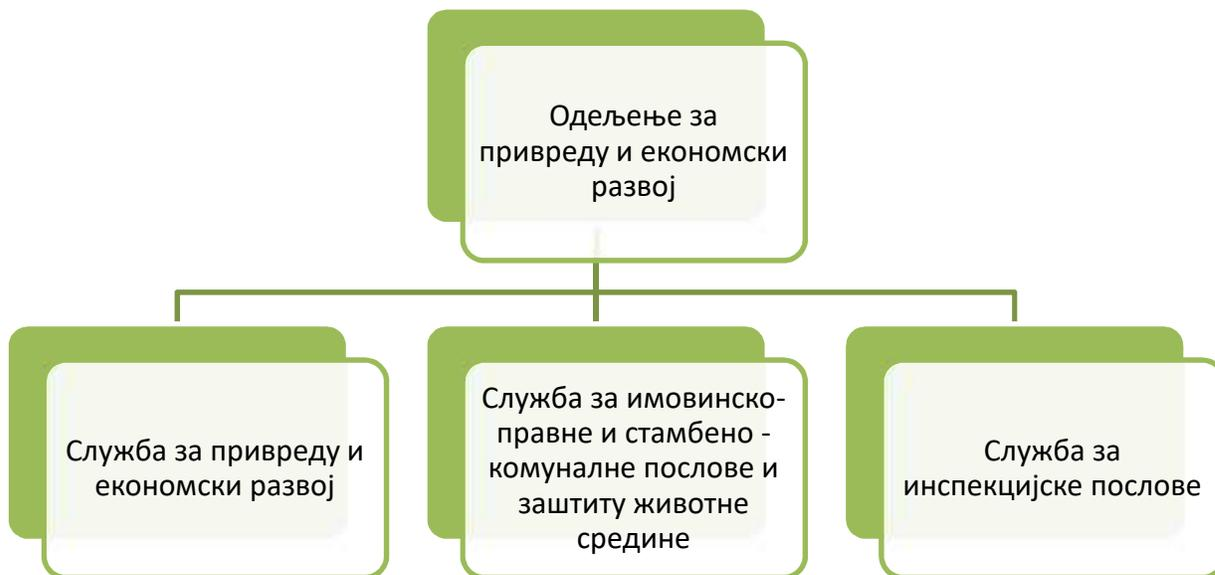 Одељење за
привреду и економски
развој
Служба за привреду и
економски развој
Служба за имовинско-
правне и стамбено -
комуналне послове и
заштиту животне
средине
Служба за
инспекцијске послове